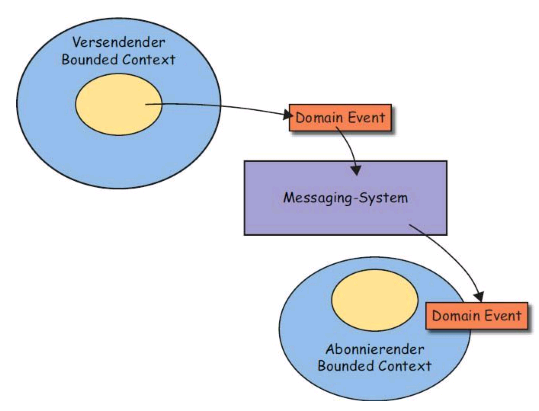 Versendender
Bounded Context
Domain Event
Messaging-System
Domain Event
Abonnierender
Bounded Context